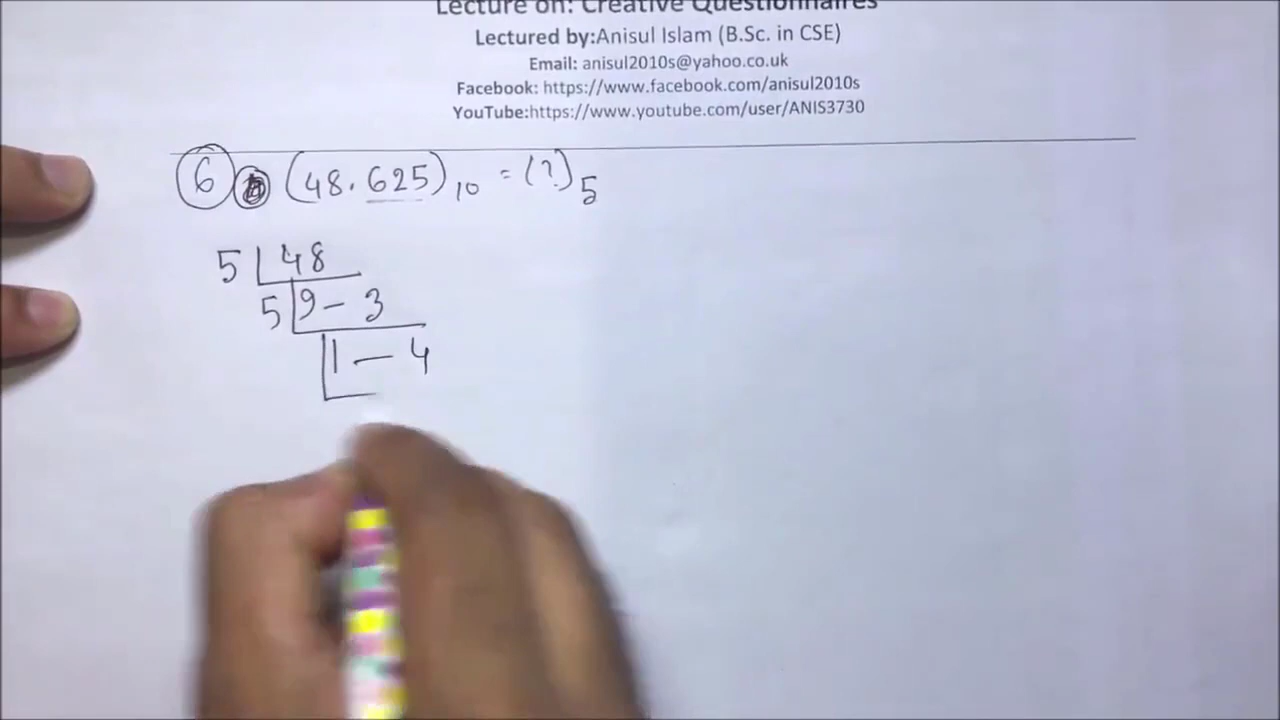 Lecture on: Creative Questionnaires
Lectured by:Anisul Islam (B.Sc. in CSE)
Email: anisul2010s@yahoo.co.uk
Facebook: https://www.facebook.com/anisul2010s
YouTube:https://www.youtube.com/user/ANIS3730
6 (48.625)10 = (?)5
5 48
5 9 - 3
1 - 4